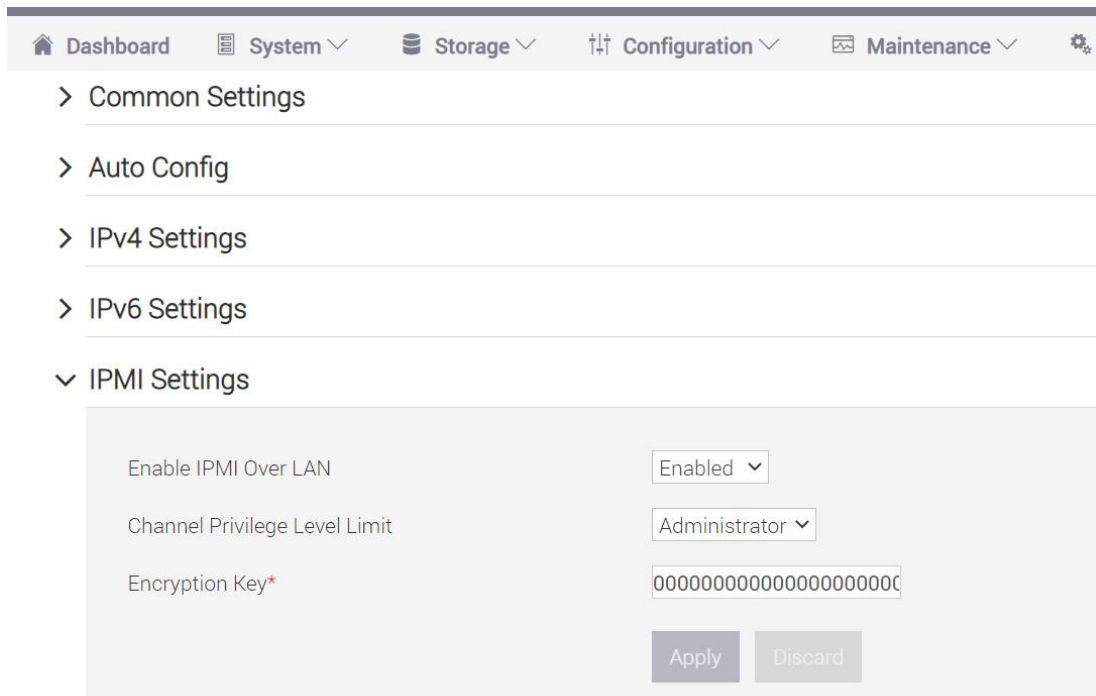 Dashboard System Storage Configuration Maintenance
Common Settings
Auto Config
IPv4 Settings
IPv6 Settings
IPMI Settings
Enable IPMI Over LAN Enabled
Channel Privilege Level Limit Administrator
Encryption Key*
Apply Discard